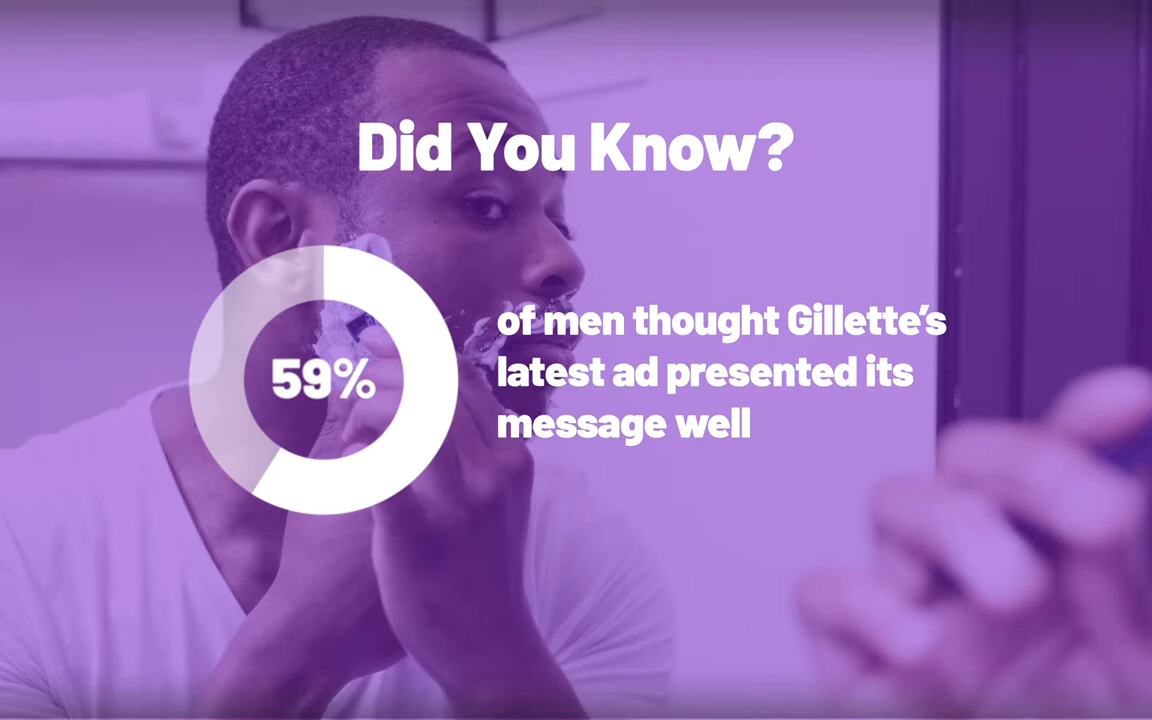 Did You Know?
59%
of men thought Gillette’s
latest ad presented its
message well